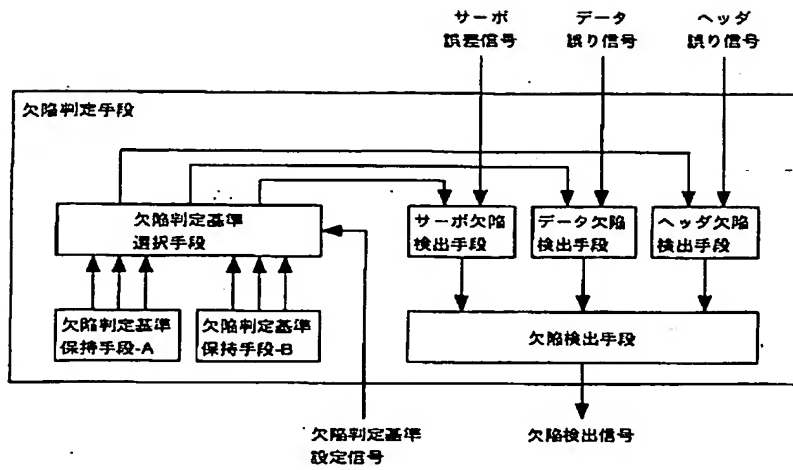 サーボ
誤差信号
データ
誤り信号
ヘッダ
誤り信号
欠陥判定手段
欠陥判定基準
選択手段
サーボ欠陥
検出手段
データ欠陥
検出手段
ヘッダ欠陥
検出手段
欠陥判定基準
保持手段-A
欠陥判定基準
保持手段-B
欠陥検出手段
欠陥判定基準
設定信号
欠陥検出信号